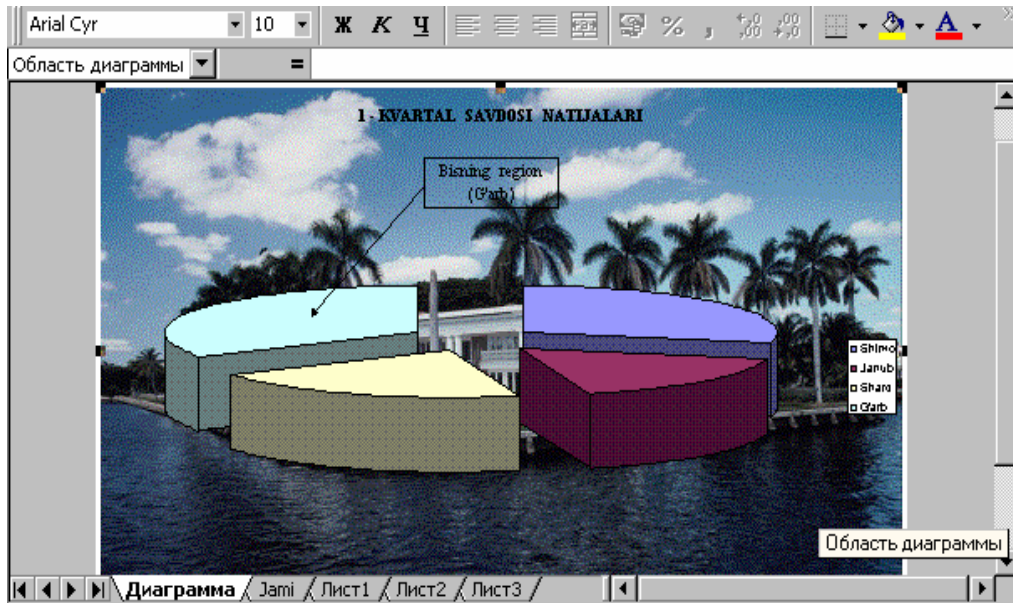 Arial Cyr 10 Ж К Ч % ,
Область диаграммы =
1 - KVARTAL SAVDOSI NATIJALARI
Bisning region
(G'arb)
Shimo
Janub
Sharq
G'arb
Область диаграммы
Диаграмма Jami Лист1 Лист2 Лист3